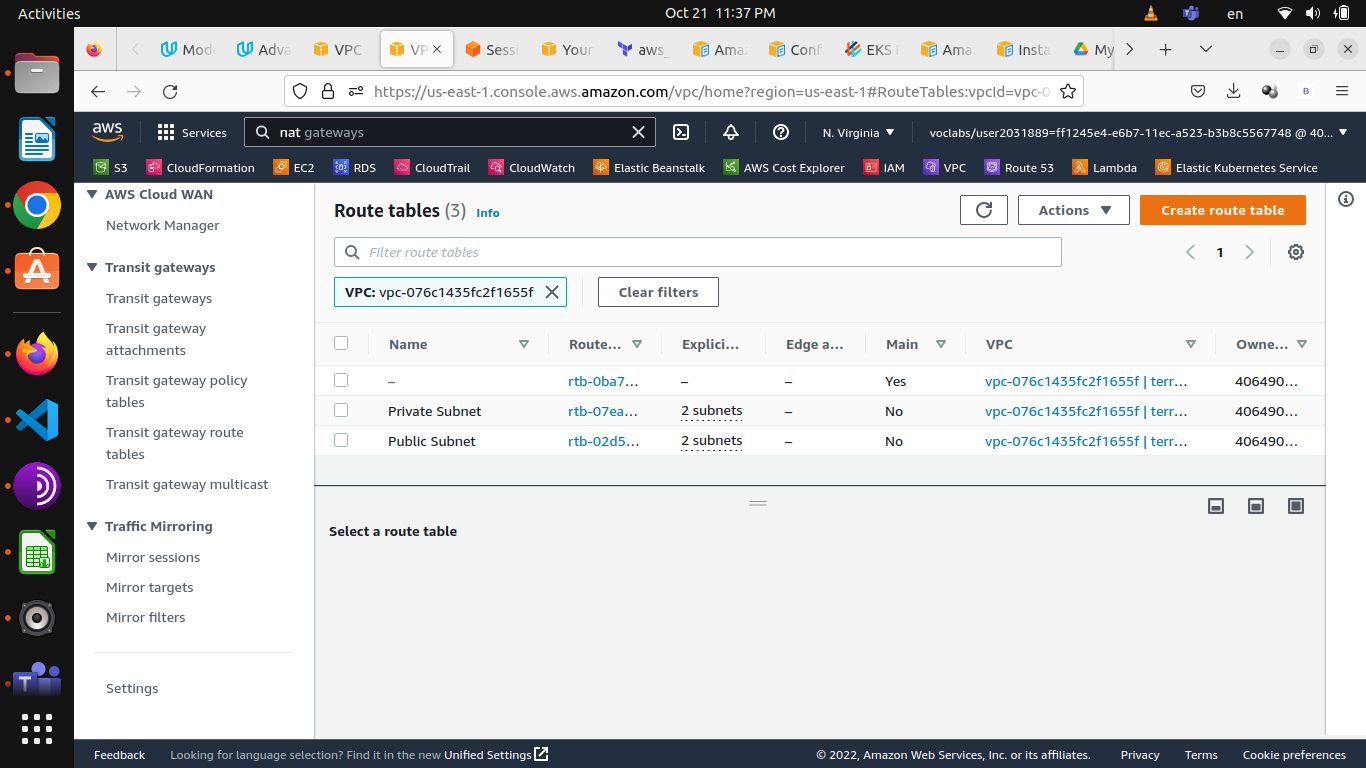 Activities
Oct 21 11:37 PM
en
Mod
Adva
VPC
VP
Sessi
Your
aws_
Amaz
Conf
EKS
Amaz
Insta
My
https://us-east-1.console.aws.amazon.com/vpc/home?region=us-east-1#RouteTables:vpcId=vpc-0
B
aws
Services
nat gateways
N. Virginia
voclabs/user2031889=ff1245e4-e6b7-11ec-a523-b3b8c5567748 @ 40...
S3
CloudFormation
EC2
RDS
CloudTrail
CloudWatch
Elastic Beanstalk
AWS Cost Explorer
IAM
VPC
Route 53
Lambda
Elastic Kubernetes Service
AWS Cloud WAN
Network Manager
Transit gateways
Transit gateways
Transit gateway
attachments
Transit gateway policy
tables
Transit gateway route
tables
Transit gateway multicast
Traffic Mirroring
Mirror sessions
Mirror targets
Mirror filters
Settings
Route tables (3) Info
Actions
Create route table
Filter route tables
1
VPC: vpc-076c1435fc2f1655f
Clear filters
Name Route... Explici... Edge a... Main VPC Owne...
– rtb-0ba7... – – Yes vpc-076c1435fc2f1655f | terr... 406490...
Private Subnet rtb-07ea... 2 subnets – No vpc-076c1435fc2f1655f | terr... 406490...
Public Subnet rtb-02d5... 2 subnets – No vpc-076c1435fc2f1655f | terr... 406490...
Select a route table
Feedback
Looking for language selection? Find it in the new Unified Settings
© 2022, Amazon Web Services, Inc. or its affiliates.
Privacy
Terms
Cookie preferences